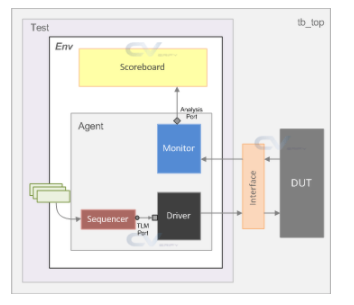 tb_top
Test
Env
Scoreboard
Analysis
Port
Agent
Monitor
Interface
DUT
Sequencer
TLM
Port
Driver